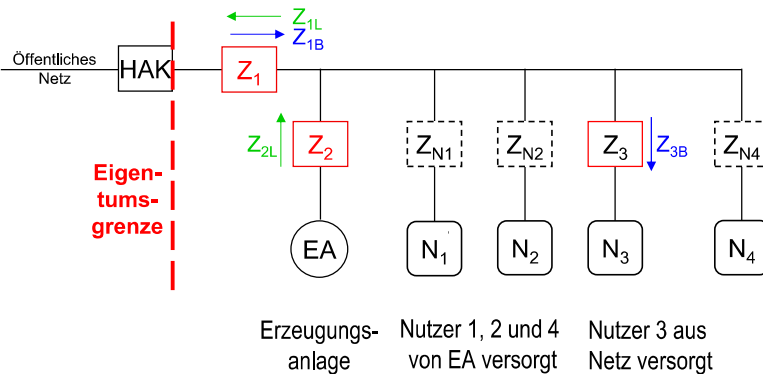 Z1L
Z1B
Öffentliches
Netz
HAK
Z1
Z2L
Z2
ZN1
ZN2
Z3
Z3B
ZN4
Eigen-
tums-
grenze
EA
N1
N2
N3
N4
Erzeugungs-
anlage
Nutzer 1, 2 und 4
von EA versorgt
Nutzer 3 aus
Netz versorgt